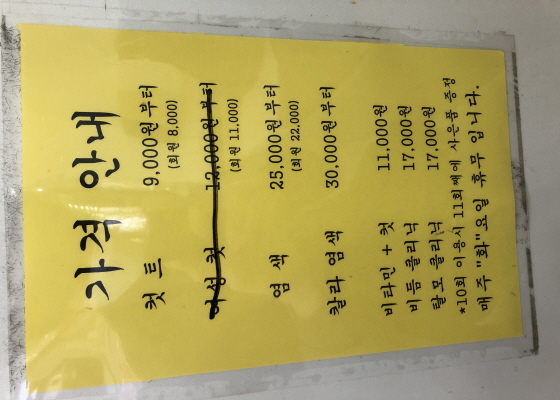 가격 안내
컷 트 9,000원부터
(회원 8,000)
여성 컷 12,000원부터
(회원 11,000)
염 색 25,000원부터
(회원 22,000)
칼라 염색 30,000원부터
비타민 + 컷 11,000원
비듬 클리닉 17,000원
탈모 클리닉 17,000원
*10회 이용시 11회째에 사은품 증정
매주 "화"요일 휴무 입니다.